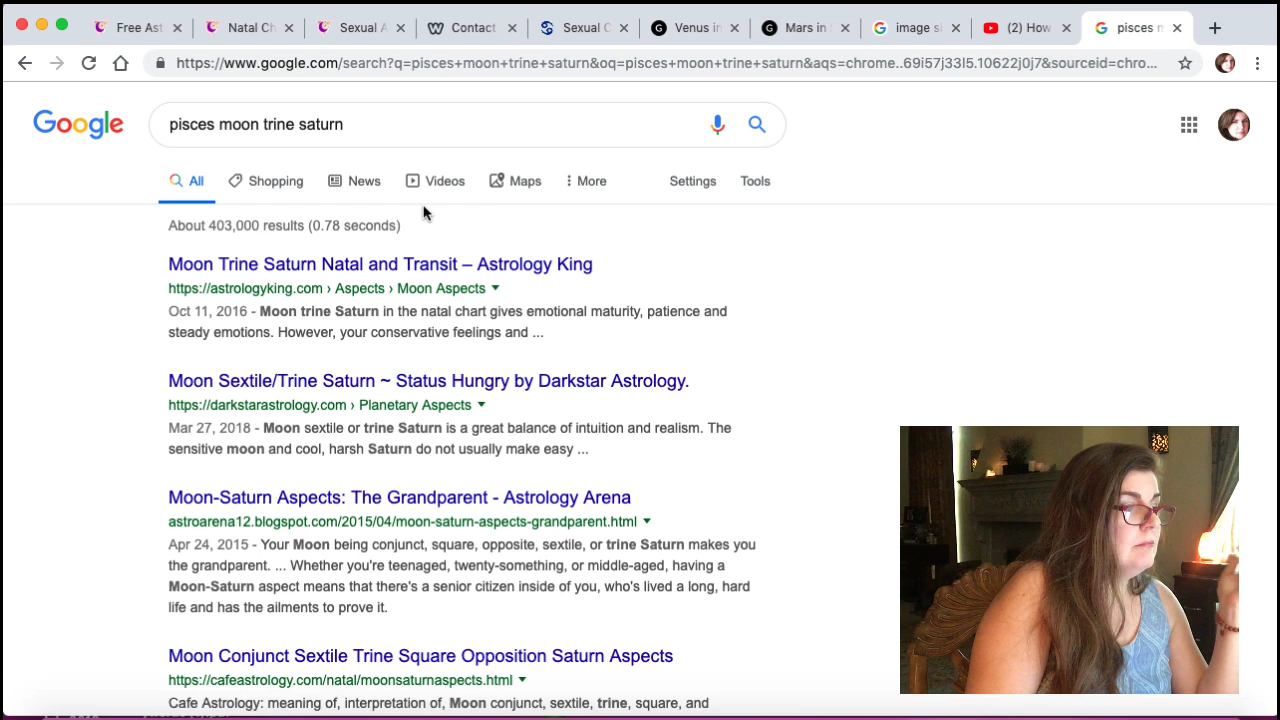 Free Ast
Natal Ch
Sexual A
Contact
Sexual C
Venus in
Mars in
image si
(2) How
pisces m
https://www.google.com/search?q=pisces+moon+trine+saturn&oq=pisces+moon+trine+saturn&aqs=chrome..69i57j33l5.10622j0j7&sourceid=chro...
Google
pisces moon trine saturn
All
Shopping
News
Videos
Maps
More
Settings
Tools
About 403,000 results (0.78 seconds)
Moon Trine Saturn Natal and Transit – Astrology King
https://astrologyking.com › Aspects › Moon Aspects
Oct 11, 2016 - Moon trine Saturn in the natal chart gives emotional maturity, patience and
steady emotions. However, your conservative feelings and ...
Moon Sextile/Trine Saturn ~ Status Hungry by Darkstar Astrology.
https://darkstarastrology.com › Planetary Aspects
Mar 27, 2018 - Moon sextile or trine Saturn is a great balance of intuition and realism. The
sensitive moon and cool, harsh Saturn do not usually make easy ...
Moon-Saturn Aspects: The Grandparent - Astrology Arena
astroarena12.blogspot.com/2015/04/moon-saturn-aspects-grandparent.html
Apr 24, 2015 - Your Moon being conjunct, square, opposite, sextile, or trine Saturn makes you
the grandparent. ... Whether you're teenaged, twenty-something, or middle-aged, having a
Moon-Saturn aspect means that there's a senior citizen inside of you, who's lived a long, hard
life and has the ailments to prove it.
Moon Conjunct Sextile Trine Square Opposition Saturn Aspects
https://cafeastrology.com/natal/moonsaturnaspects.html
Cafe Astrology: meaning of, interpretation of, Moon conjunct, sextile, trine, square, and